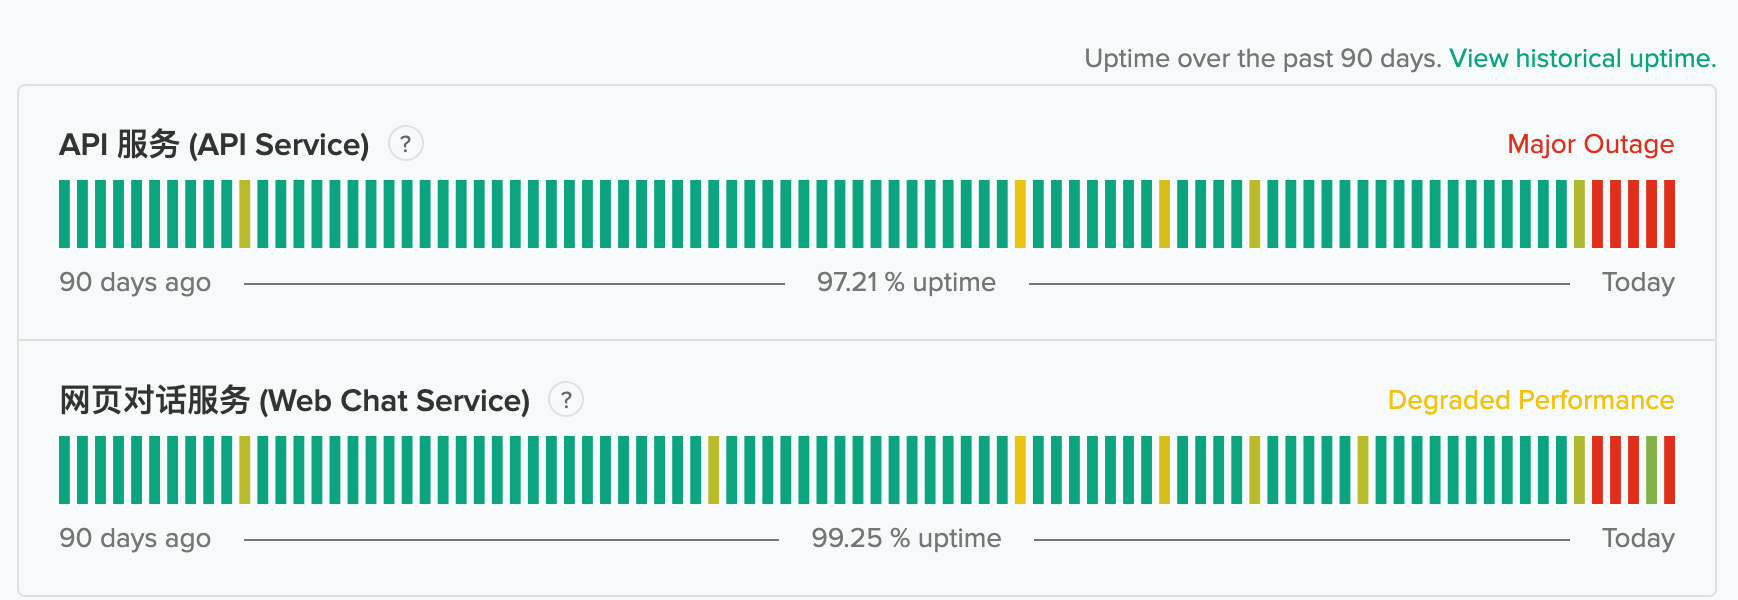 Uptime over the past 90 days. View historical uptime.
API 服务 (API Service) ? Major Outage
90 days ago 97.21 % uptime Today
网页对话服务 (Web Chat Service) ? Degraded Performance
90 days ago 99.25 % uptime Today